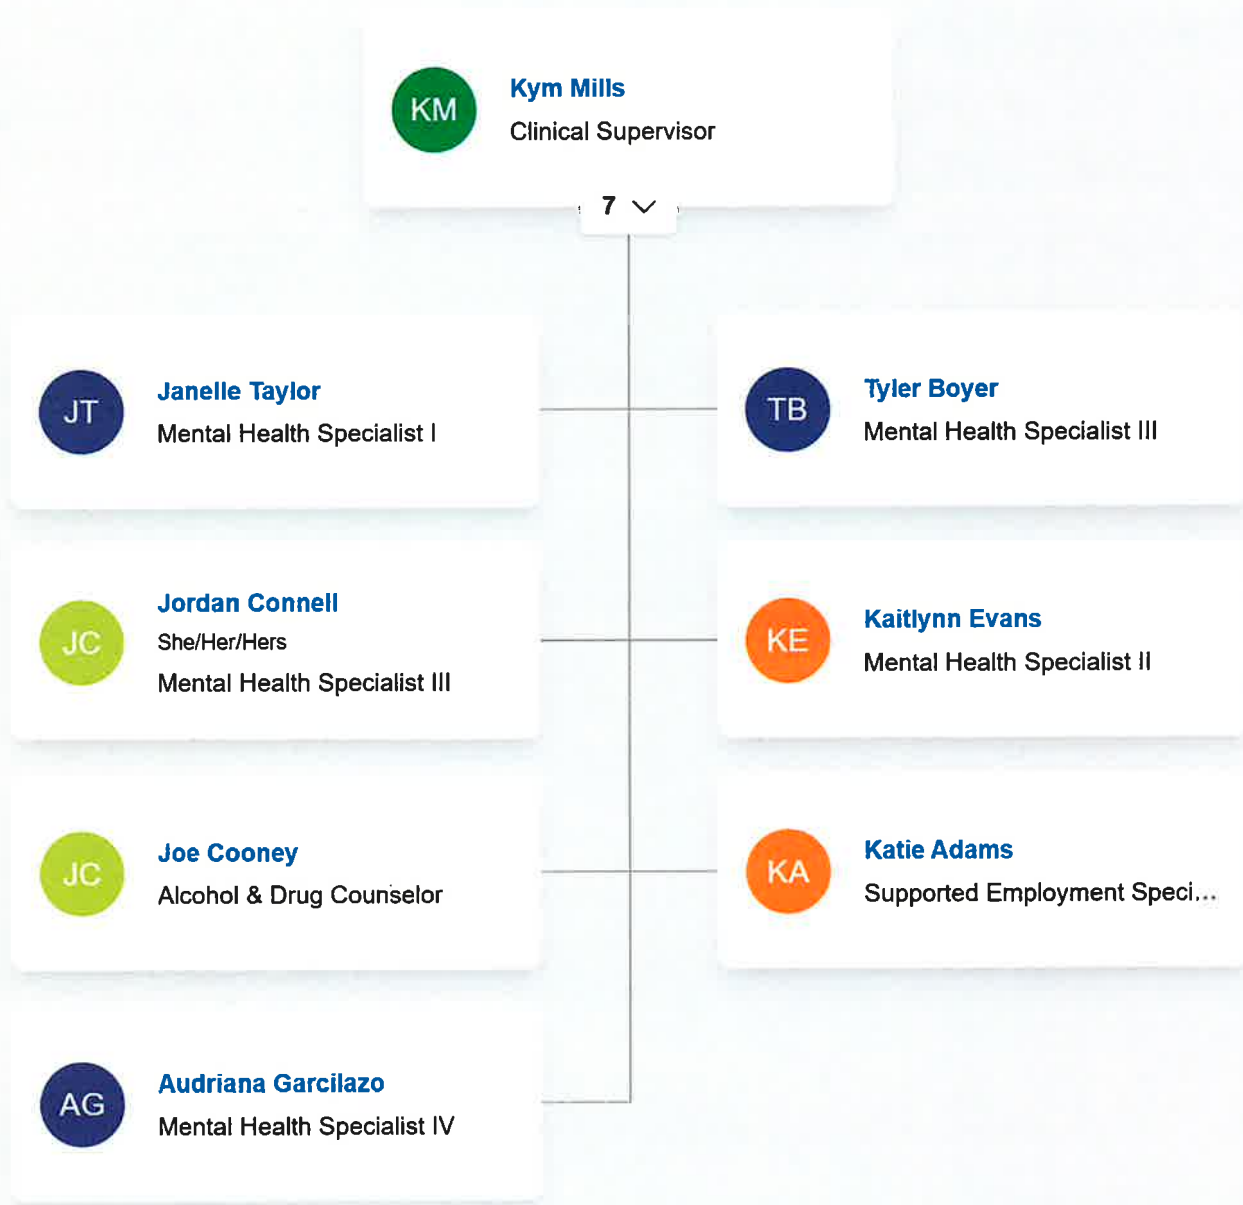 KM
Kym Mills
Clinical Supervisor
7
JT
Janelle Taylor
Mental Health Specialist I
TB
Tyler Boyer
Mental Health Specialist III
JC
Jordan Connell
She/Her/Hers
Mental Health Specialist III
KE
Kaitlynn Evans
Mental Health Specialist II
JC
Joe Cooney
Alcohol & Drug Counselor
KA
Katie Adams
Supported Employment Speci...
AG
Audriana Garcilazo
Mental Health Specialist IV